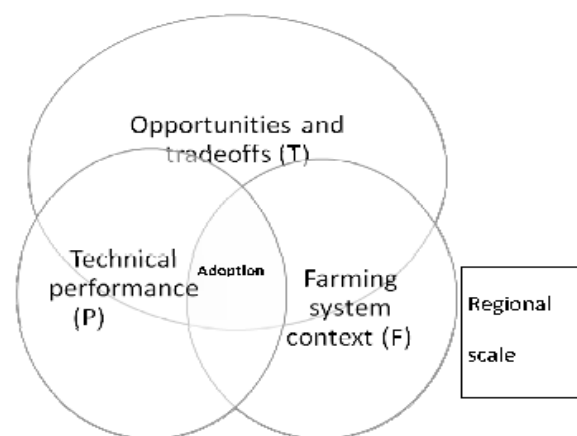 Opportunities and
tradeoffs (T)
Technical
performance
(P)
Adoption
Farming
system
context (F)
Regional
scale